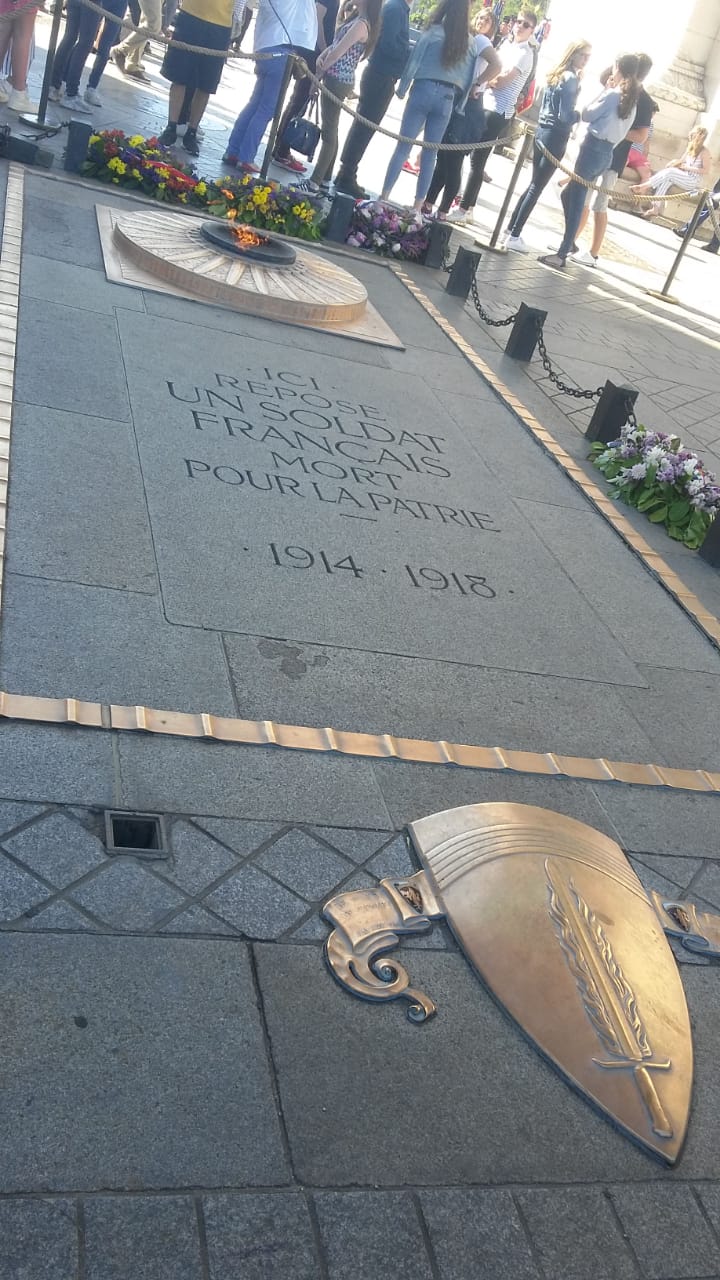 · ICI ·
REPOSE
UN SOLDAT
FRANÇAIS
MORT
POUR LA PATRIE
· 1914 · 1918 ·